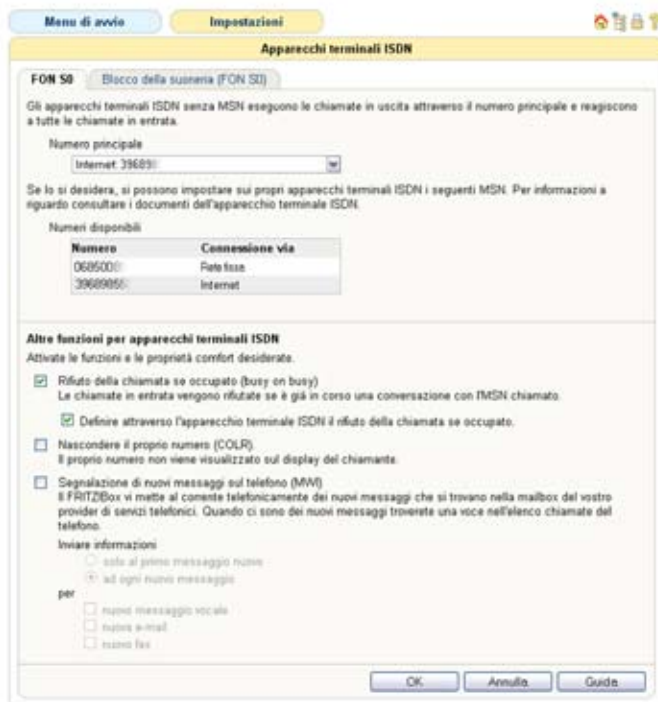 Menu di avvio
Impostazioni
Apparecchi terminali ISDN
FON S0
Blocco della suoneria (FON S0)
Gli apparecchi terminali ISDN senza MSN eseguono le chiamate in uscita attraverso il numero principale e reagiscono
a tutte le chiamate in entrata.
Numero principale
Internet 39689
Se lo si desidera, si possono impostare sui propri apparecchi terminali ISDN i seguenti MSN. Per informazioni a
riguardo consultare i documenti dell'apparecchio terminale ISDN.
Numeri disponibili
Numero Connessione via
068500 Rete fissa
3968985 Internet
Altre funzioni per apparecchi terminali ISDN
Attivate le funzioni e le proprietà comfort desiderate.
Rifiuto della chiamata se occupato (busy on busy)
Le chiamate in entrata vengono rifiutate se è già in corso una conversazione con l'MSN chiamato.
Definire attraverso l'apparecchio terminale ISDN il rifiuto della chiamata se occupato.
Nascondere il proprio numero (COLR)
Il proprio numero non viene visualizzato sul display del chiamante.
Segnalazione di nuovi messaggi sul telefono (MWI)
Il FRITZ!Box vi mette al corrente telefonicamente dei nuovi messaggi che si trovano nella mailbox del vostro
provider di servizi telefonici. Quando ci sono dei nuovi messaggi troverete una voce nell'elenco chiamate del
telefono.
Inviare informazioni
solo al primo messaggio nuovo
ad ogni nuovo messaggio
per
nuovo messaggio vocale
nuova e-mail
nuovo fax
OK Annulla Guida